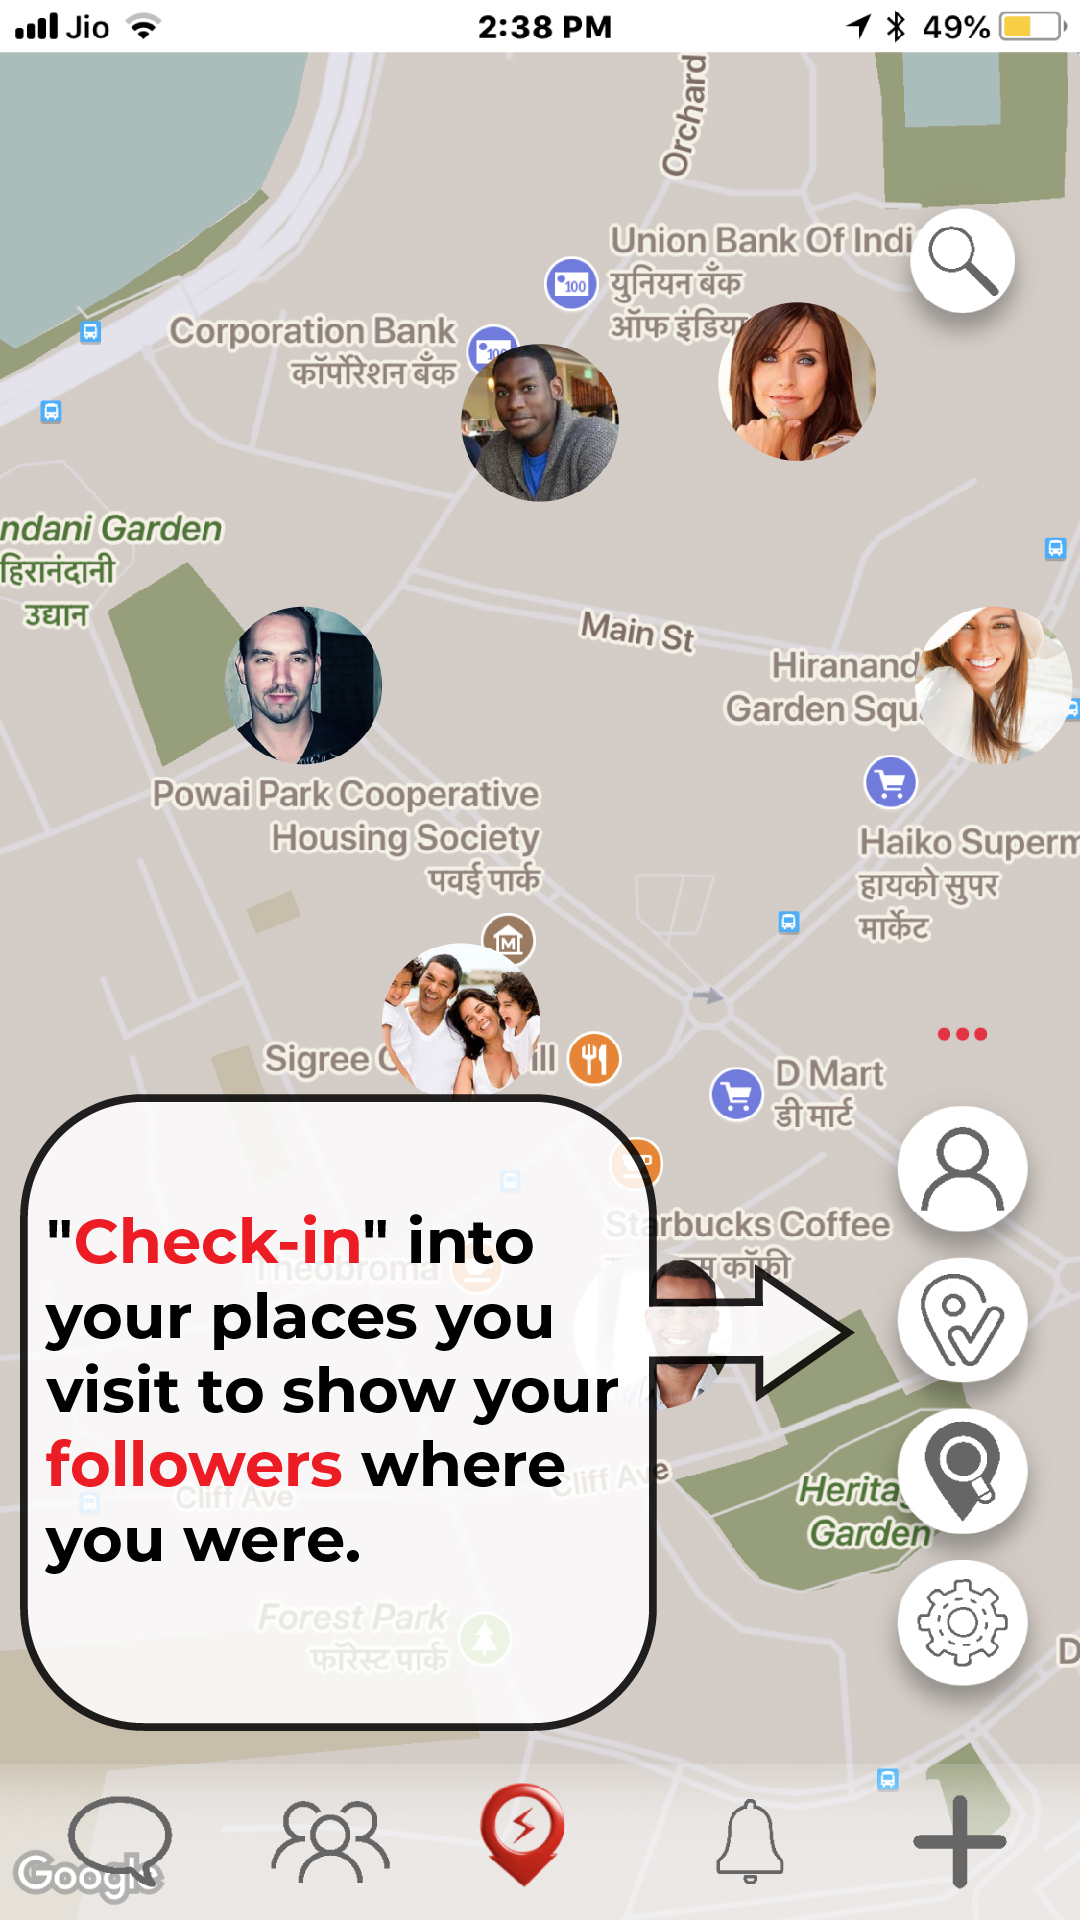 Jio
2:38 PM
49%
Orchard
Union Bank Of Indi
युनियन बँक
ऑफ इंडिया
100
Corporation Bank
कॉर्पोरेशन बँक
100
ndani Garden
हिरानंदानी
उद्यान
Main St
Hiranand
Garden Squ
Powai Park Cooperative
Housing Society
पवई पार्क
Haiko Superm
हायको सुपर
मार्केट
M
Sigree
ill
D Mart
डी मार्ट
Starbucks Coffee
कॉफी
"Check-in" into
your places you
visit to show your
followers where
you were.
Theobroma
Cliff Ave
Cliff Ave
Heritag
Garden
Forest Park
फॉरेस्ट पार्क
D
Google